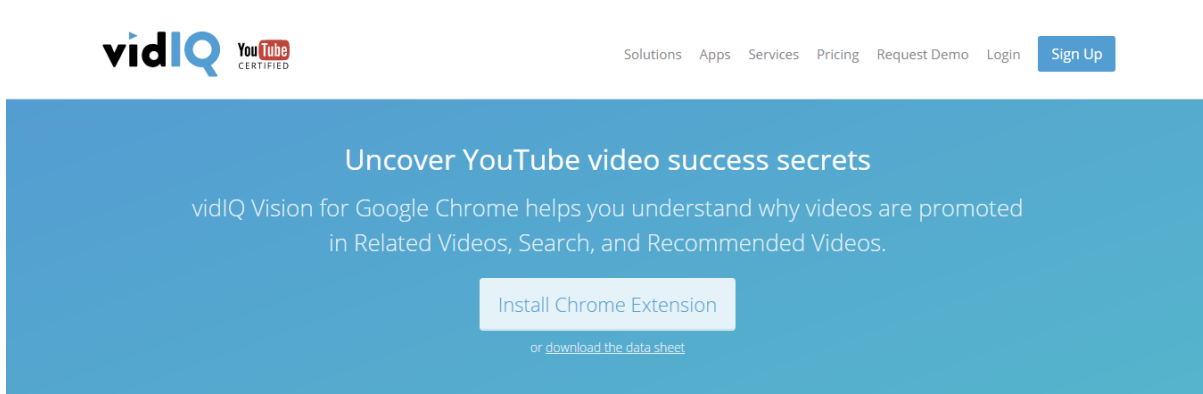 vidIQ YouTube CERTIFIED
Solutions Apps Services Pricing Request Demo Login Sign Up
Uncover YouTube video success secrets
vidIQ Vision for Google Chrome helps you understand why videos are promoted
in Related Videos, Search, and Recommended Videos.
Install Chrome Extension
or download the data sheet